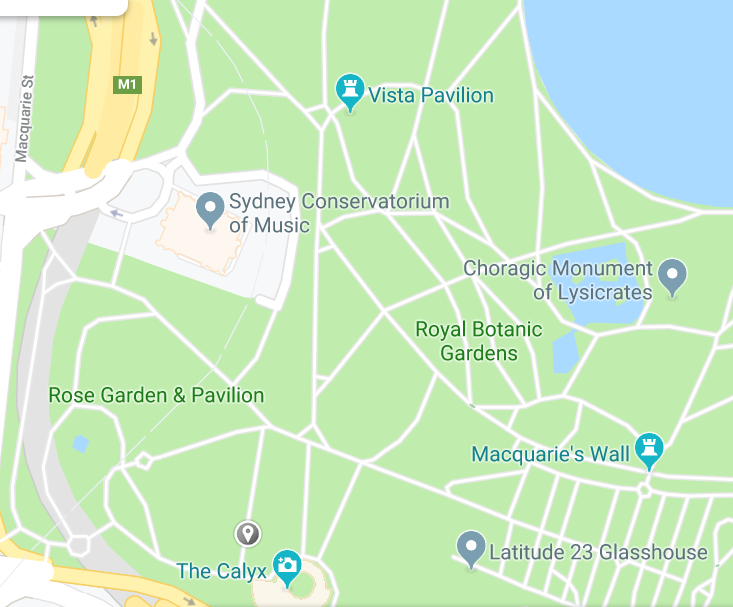 M1
Macquarie St
Vista Pavilion
Sydney Conservatorium
of Music
Choragic Monument
of Lysicrates
Royal Botanic
Gardens
Rose Garden & Pavilion
Macquarie's Wall
Latitude 23 Glasshouse
The Calyx